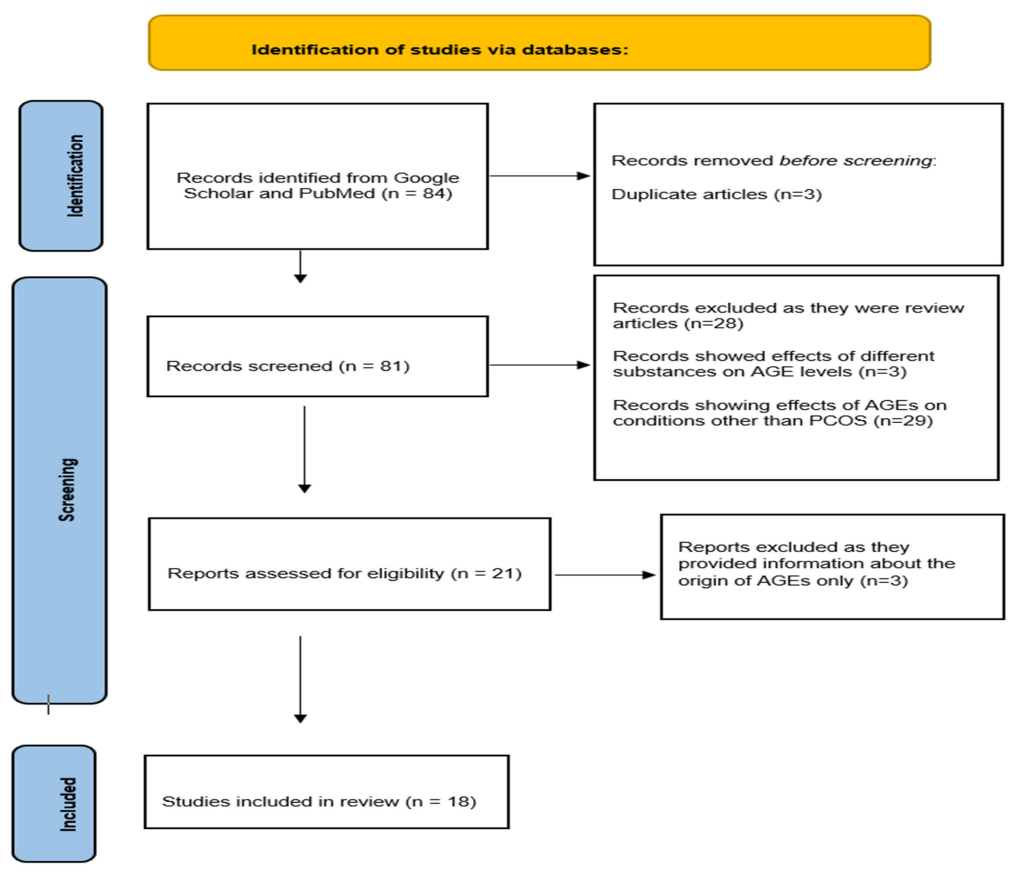 Identification of studies via databases:
Identification
Records identified from Google
Scholar and PubMed (n = 84)
Records removed before screening:
Duplicate articles (n=3)
Screening
Records screened (n = 81)
Records excluded as they were review
articles (n=28)
Records showed effects of different
substances on AGE levels (n=3)
Records showing effects of AGEs on
conditions other than PCOS (n=29)
Reports assessed for eligibility (n = 21)
Reports excluded as they
provided information about the
origin of AGEs only (n=3)
Included
Studies included in review (n = 18)